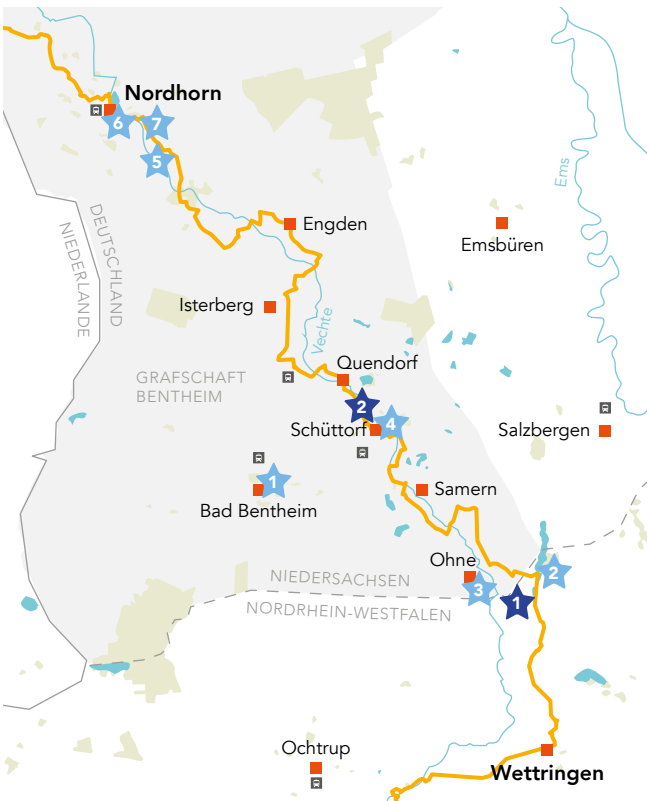 Nordhorn
6
7
5
Ems
Engden
Emsbüren
NIEDERLANDE
DEUTSCHLAND
Isterberg
Vechte
Quendorf
GRAFSCHAFT
BENTHEIM
2
Schüttorf
4
Salzbergen
1
Bad Bentheim
Samern
Ohne
2
NIEDERSACHSEN
3
1
NORDRHEIN-WESTFALEN
Ochtrup
Wettringen